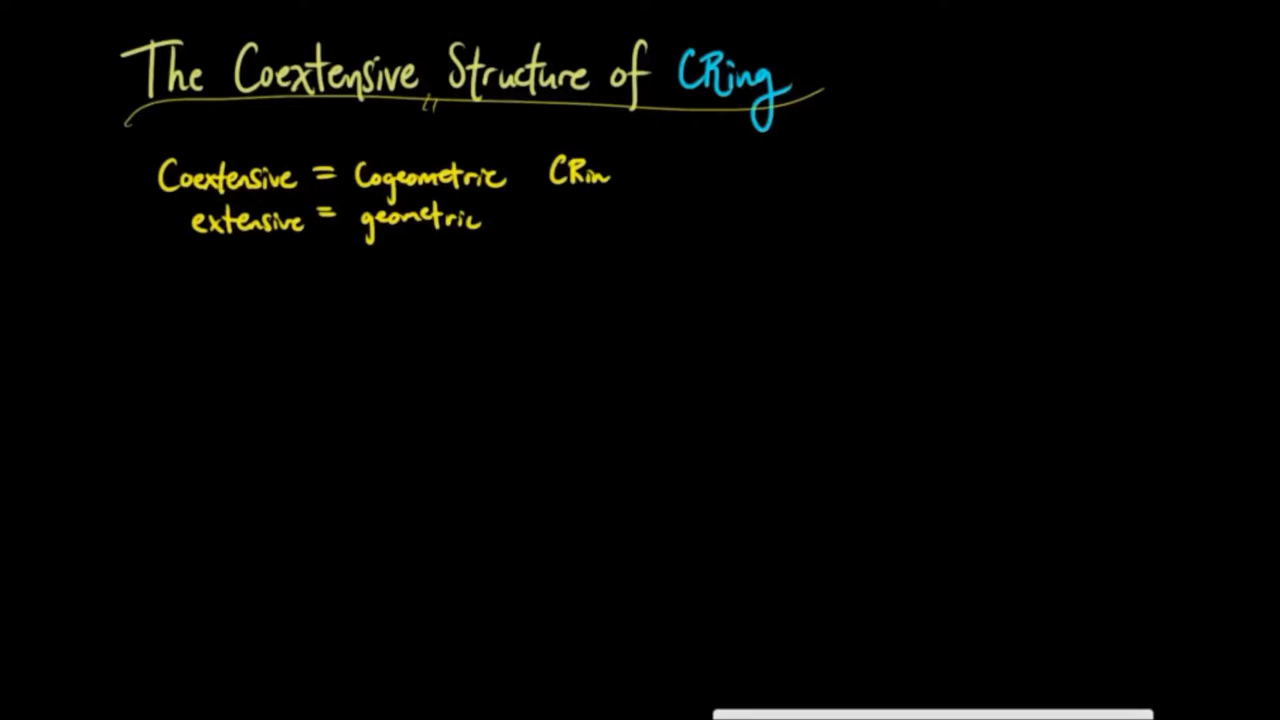 The Coextensive Structure of CRing
Coextensive = Cogeometric CRin
extensive = geometric